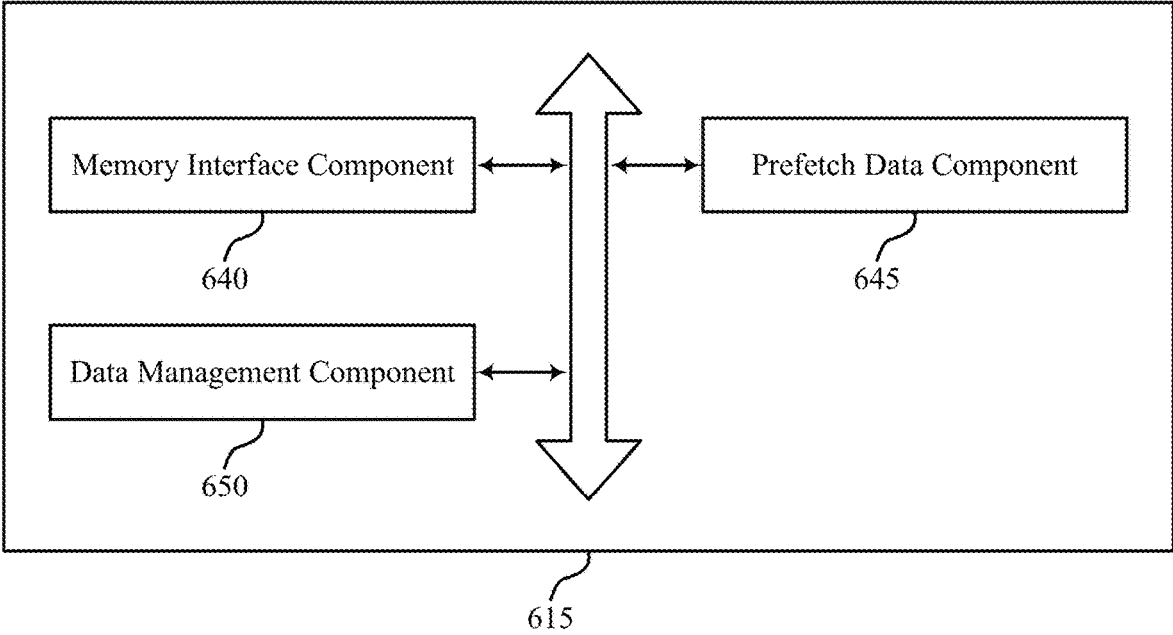 Memory Interface Component
Prefetch Data Component
640
645
Data Management Component
650
615